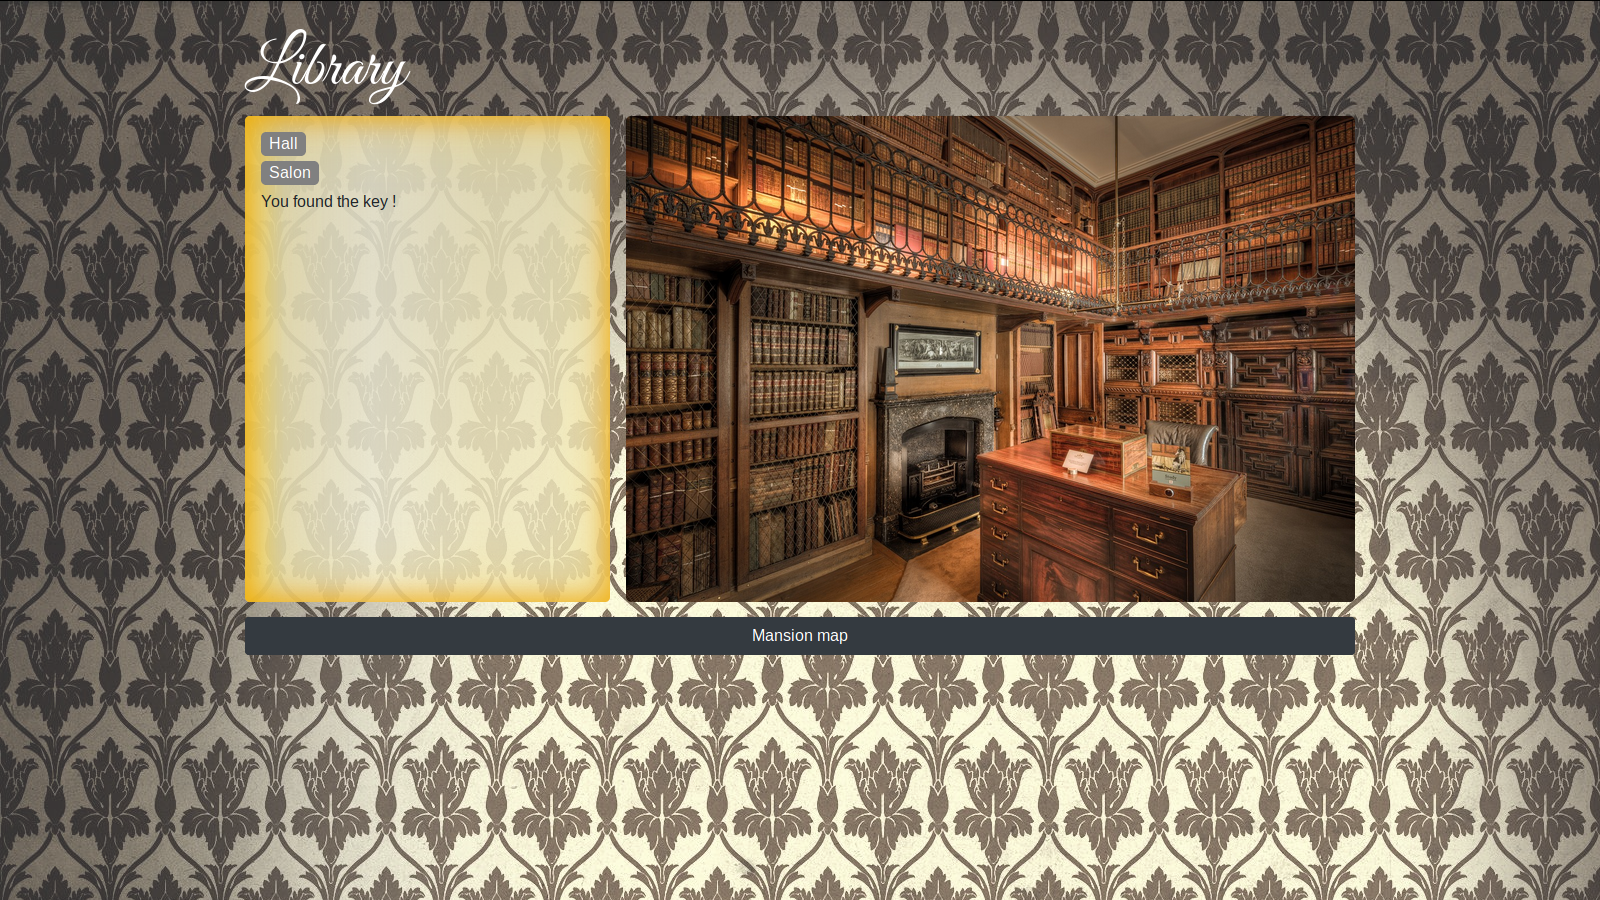 Library
Hall
Salon
You found the key !
Mansion map